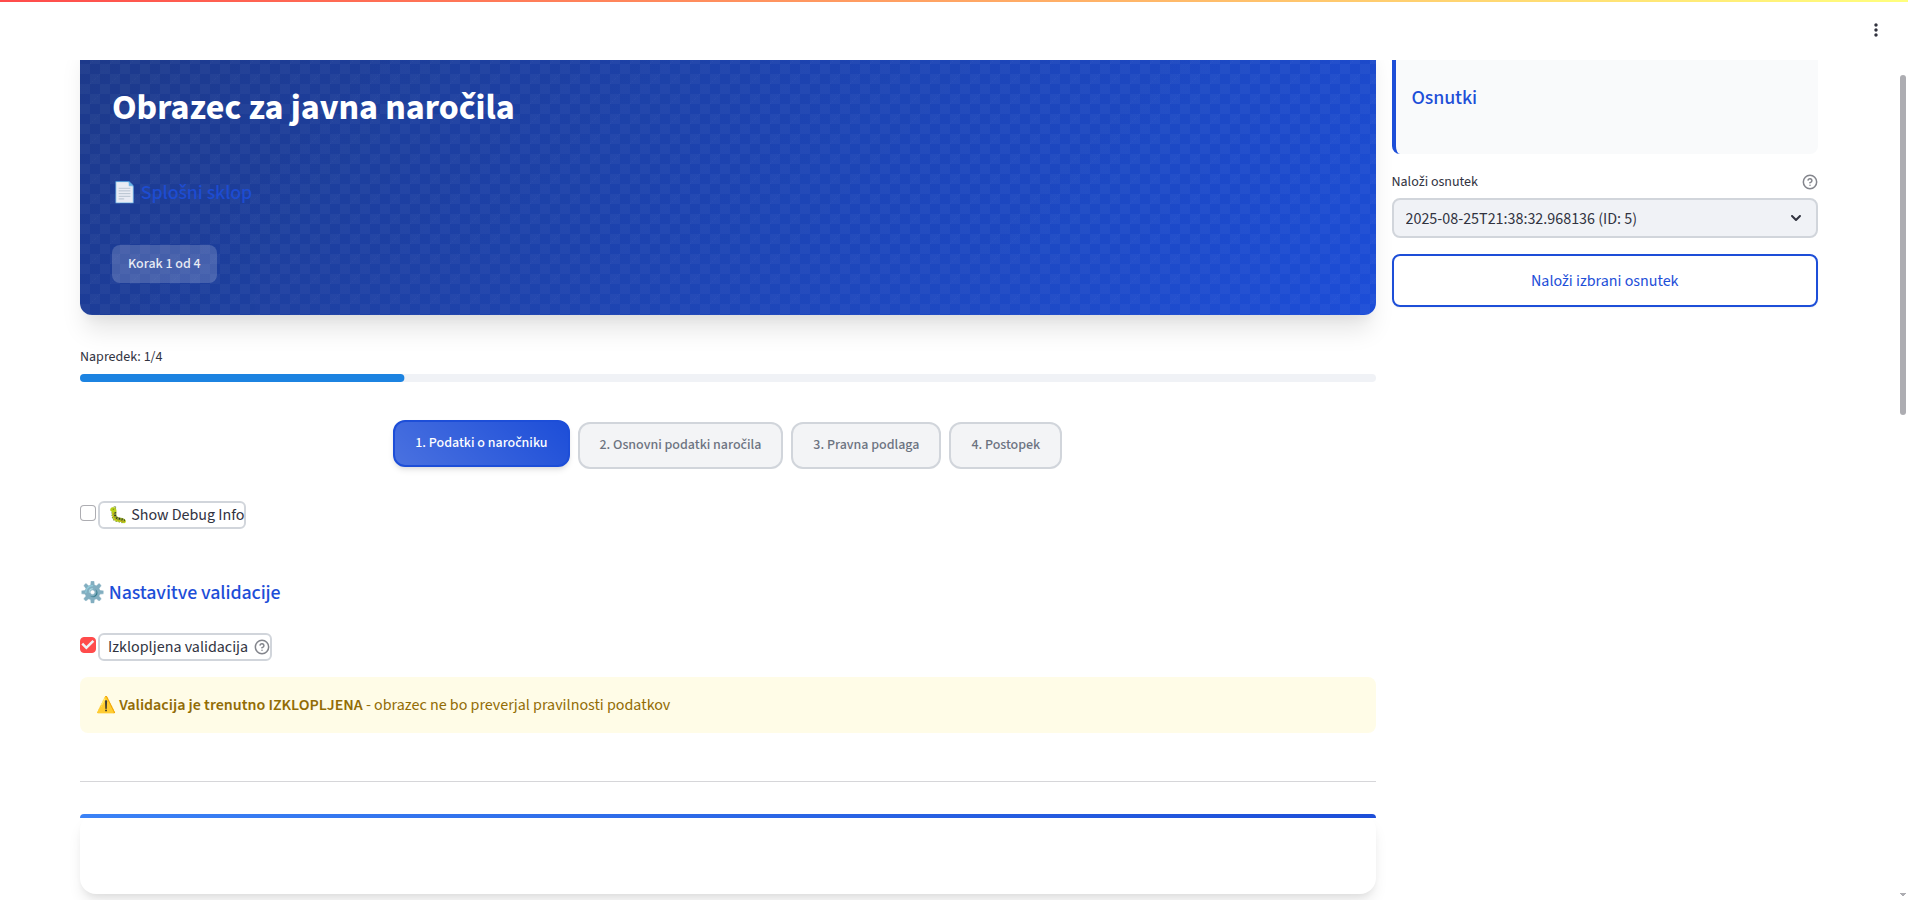 Obrazec za javna naročila
Splošni sklop
Korak 1 od 4
Napredek: 1/4
1. Podatki o naročniku
2. Osnovni podatki naročila
3. Pravna podlaga
4. Postopek
Show Debug Info
Nastavitve validacije
Izklopljena validacija
Validacija je trenutno IZKLOPLJENA - obrazec ne bo preverjal pravilnosti podatkov
Osnutki
Naloži osnutek
2025-08-25T21:38:32.968136 (ID: 5)
Naloži izbrani osnutek